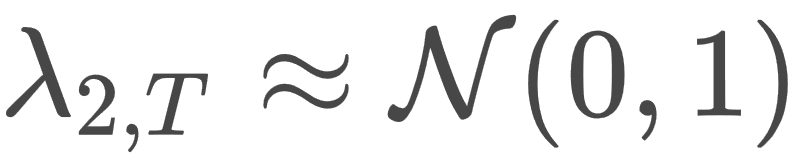 λ_{2,T} ≈ 𝒩(0, 1)